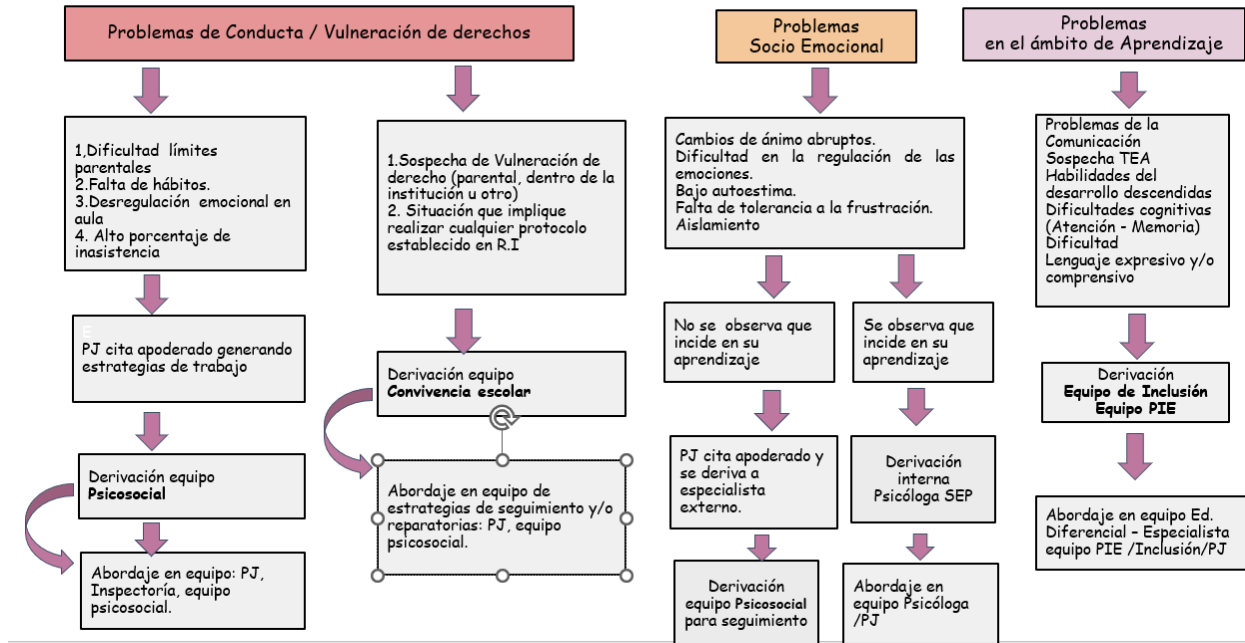 Problemas de Conducta / Vulneración de derechos
1,Dificultad límites
parentales
2.Falta de hábitos.
3.Desregulación emocional en
aula
4. Alto porcentaje de
inasistencia
E
PJ cita apoderado generando
estrategias de trabajo
Derivación equipo
Psicosocial
Abordaje en equipo: PJ,
Inspectoría, equipo
psicosocial.
1.Sospecha de Vulneración de
derecho (parental, dentro de la
institución u otro)
2. Situación que implique
realizar cualquier protocolo
establecido en R.I
Derivación equipo
Convivencia escolar
Abordaje en equipo de
estrategias de seguimiento y/o
reparatorias: PJ, equipo
psicosocial.
Problemas
Socio Emocional
Cambios de ánimo abruptos.
Dificultad en la regulación de las
emociones.
Bajo autoestima.
Falta de tolerancia a la frustración.
Aislamiento
No se observa que
incide en su
aprendizaje
PJ cita apoderado y
se deriva a
especialista
externo.
Derivación
equipo Psicosocial
para seguimiento
Se observa que
incide en su
aprendizaje
Derivación
interna
Psicóloga SEP
Abordaje en
equipo Psicóloga
/PJ
Problemas
en el ámbito de Aprendizaje
Problemas de la
Comunicación
Sospecha TEA
Habilidades del
desarrollo descendidas
Dificultades cognitivas
(Atención - Memoria)
Dificultad
Lenguaje expresivo y/o
comprensivo
Derivación
Equipo de Inclusión
Equipo PIE
Abordaje en equipo Ed.
Diferencial – Especialista
equipo PIE /Inclusión/PJ